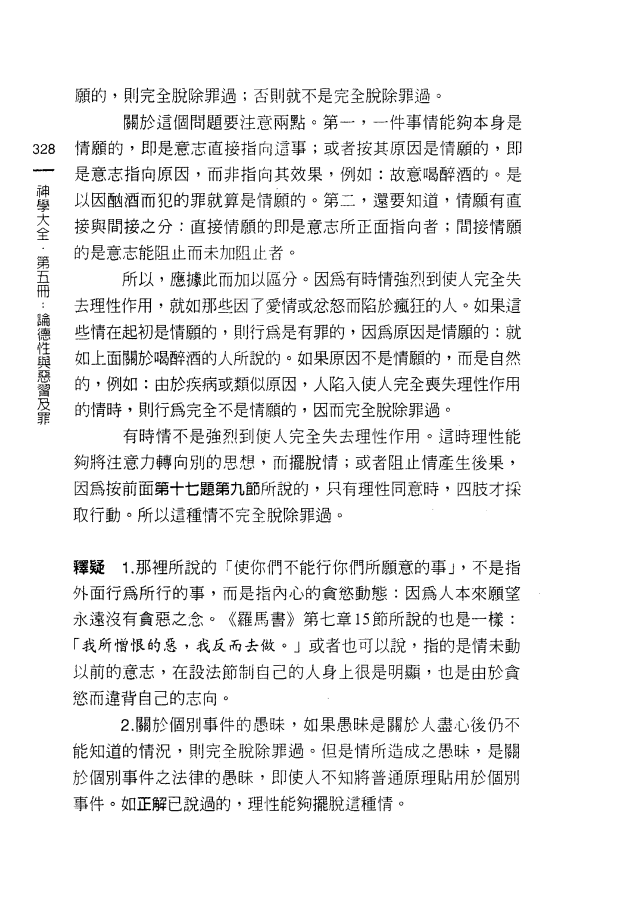 願的，則完全脫除罪過；否則就不是完全脫除罪過。
關於這個問題要注意兩點。第一，一件事情能夠本身是
情願的，即是意志直接指向這事；或者按其原因是情願的，即
是意志指向原因，而非指向其效果，例如：故意喝醉酒的。是
以因酗酒而犯的罪就算是情願的。第二，還要知道，情願有直
接與間接之分：直接情願的即是意志所正面指向者；間接情願
的是意志能阻止而未加阻止者。
所以，應據此而加以區分。因爲有時情強烈到使人完全失
去理性作用，就如那些因了愛情或忿怒而陷於瘋狂的人。如果這
些情在起初是情願的，則行爲是有罪的，因爲原因是情願的：就
如上面關於喝醉酒的人所說的。如果原因不是情願的，而是自然
的，例如：由於疾病或類似原因，人陷入使人完全喪失理性作用
的情時，則行爲完全不是情願的，因而完全脫除罪過。
有時情不是強烈到使人完全失去理性作用。這時理性能
夠將注意力轉向別的思想，而擺脫情；或者阻止情產生後果，
因爲按前面第十七題第九節所說的，只有理性同意時，四肢才採
取行動。所以這種情不完全脫除罪過。
釋疑 1.那裡所說的「使你們不能行你們所願意的事」，不是指
外面行爲所行的事，而是指內心的貪慾動態：因爲人本來願望
永遠沒有貪惡之念。《羅馬書》第七章15節所說的也是一樣：
「我所憎恨的惡，我反而去做。」或者也可以說，指的是情未動
以前的意志，在設法節制自己的人身上很是明顯，也是由於貪
慾而違背自己的志向。
2.關於個別事件的愚昧，如果愚昧是關於人盡心後仍不
能知道的情況，則完全脫除罪過。但是情所造成之愚昧，是關
於個別事件之法律的愚昧，即使人不知將普通原理貼用於個別
事件。如正解已說過的，理性能夠擺脫這種情。
328
神學大全．第五冊：論德性與惡習及罪